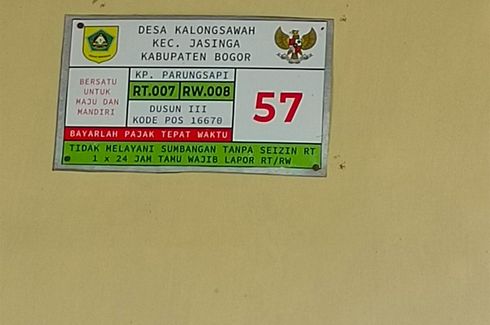 DESA KALONGSAWAH
KEC. JASINGA
KABUPATEN BOGOR
BERSATU
UNTUK
MAJU DAN
MANDIRI
KP. PARUNGSAPI
RT.007 RW.008
DUSUN III
KODE POS 16670
57
BAYARLAH PAJAK TEPAT WAKTU
TIDAK MELAYANI SUMBANGAN TANPA SEIZIN RT
1 x 24 JAM TAMU WAJIB LAPOR RT/RW